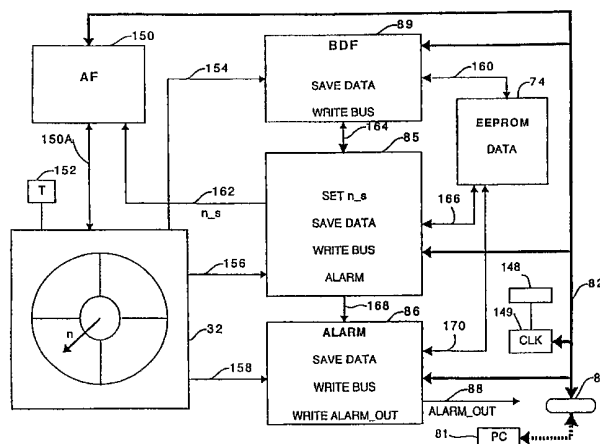 150
AF
154
89
BDF
SAVE DATA
WRITE BUS
160
74
EEPROM
DATA
164
85
150A
152
T
162
n_s
SET n_s
SAVE DATA
WRITE BUS
ALARM
166
156
168
86
148
149
CLK
82
n
32
158
ALARM
SAVE DATA
WRITE BUS
WRITE ALARM_OUT
170
88
ALARM_OUT
81
PC